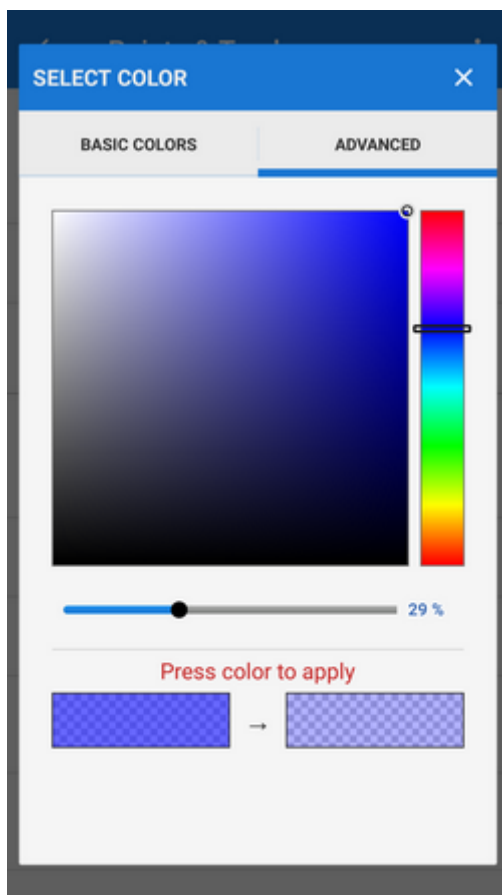 SELECT COLOR
BASIC COLORS
ADVANCED
29 %
Press color to apply